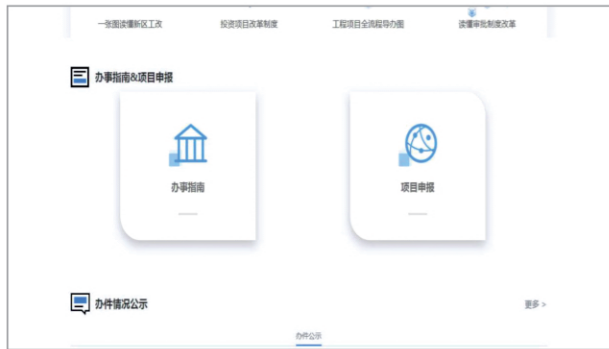 一张图读懂新区工改 投资项目改革制度 工程项目全流程导办图 读懂审批制度改革
办事指南&项目申报
办事指南 项目申报
办件情况公示 更多 >
办件公示